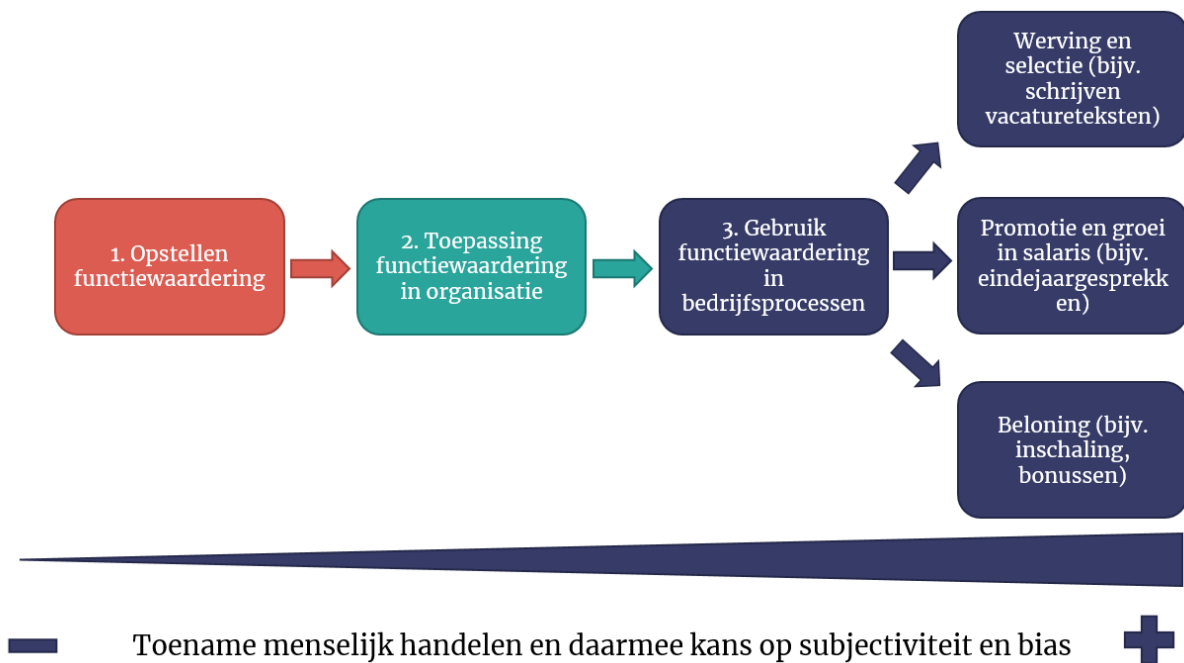 1. Opstellen
functiewaardering
2. Toepassing
functiewaardering
in organisatie
3. Gebruik
functiewaardering
in
bedrijfsprocessen
Werving en
selectie (bijv.
schrijven
vacatureteksten)
Promotie en groei
in salaris (bijv.
eindejaargesprekk
en)
Beloning (bijv.
inschaling,
bonussen)
Toename menselijk handelen en daarmee kans op subjectiviteit en bias